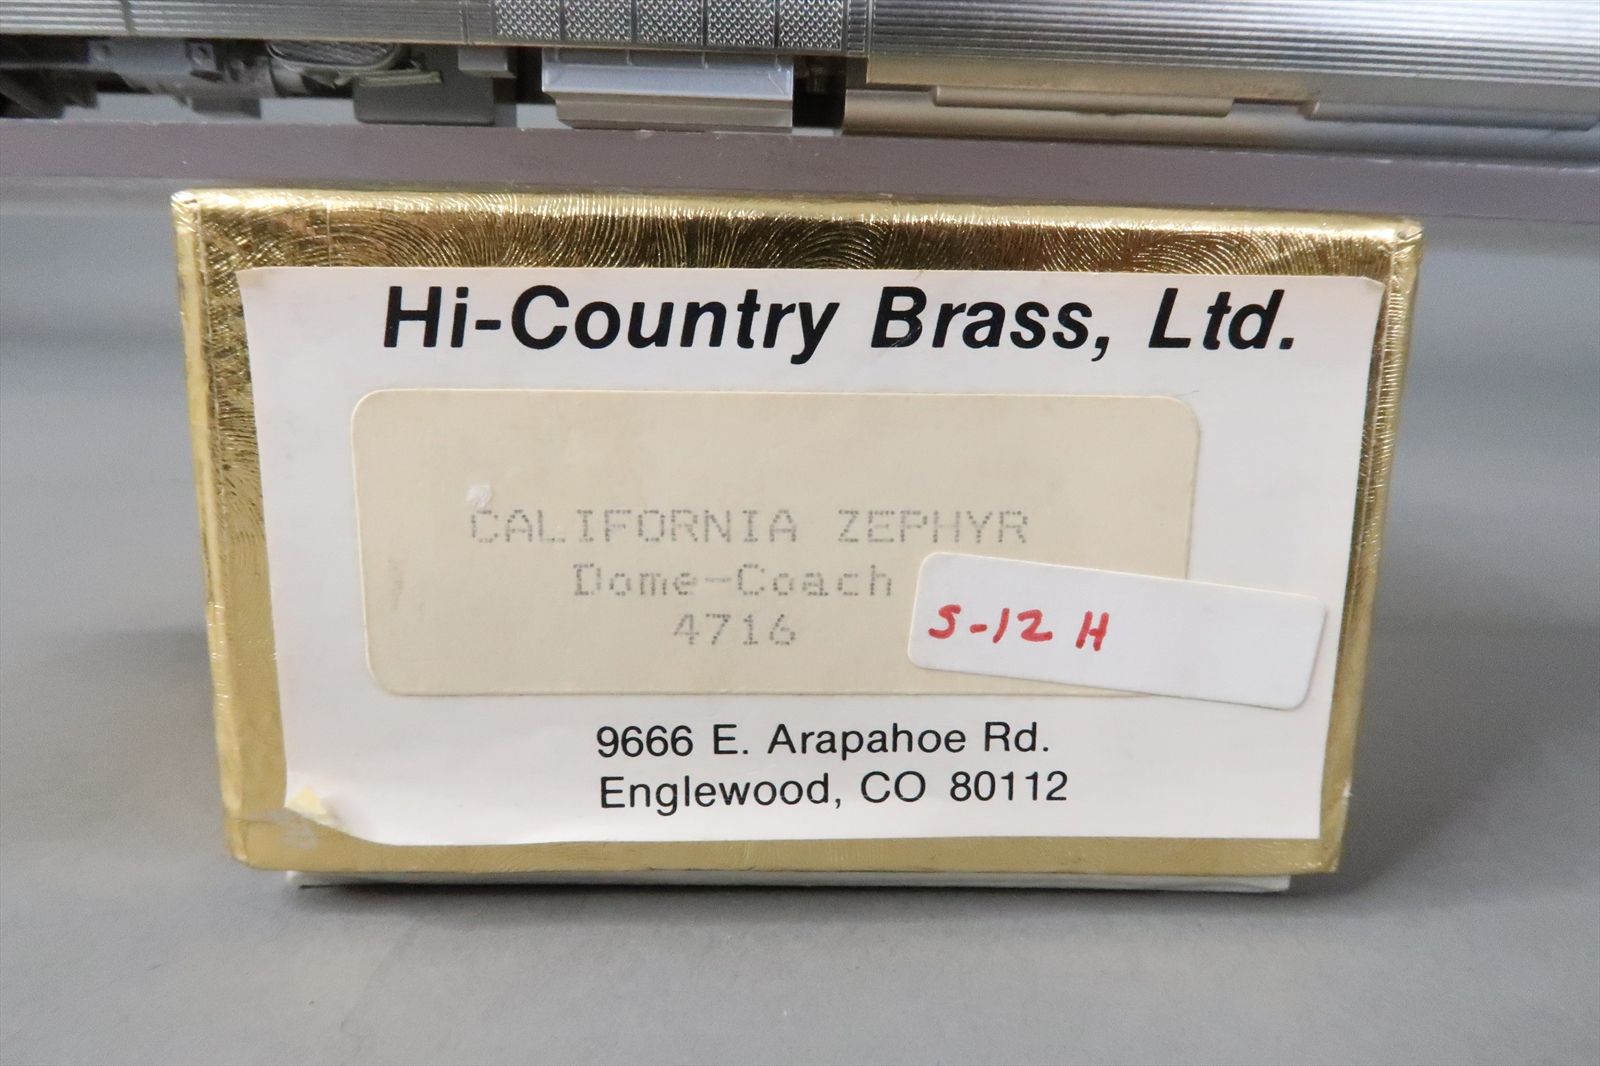 Hi-Country Brass, Ltd.
CALIFORNIA ZEPHYR
Dome-Coach
4716
S-12 H
9666 E. Arapahoe Rd.
Englewood, CO 80112